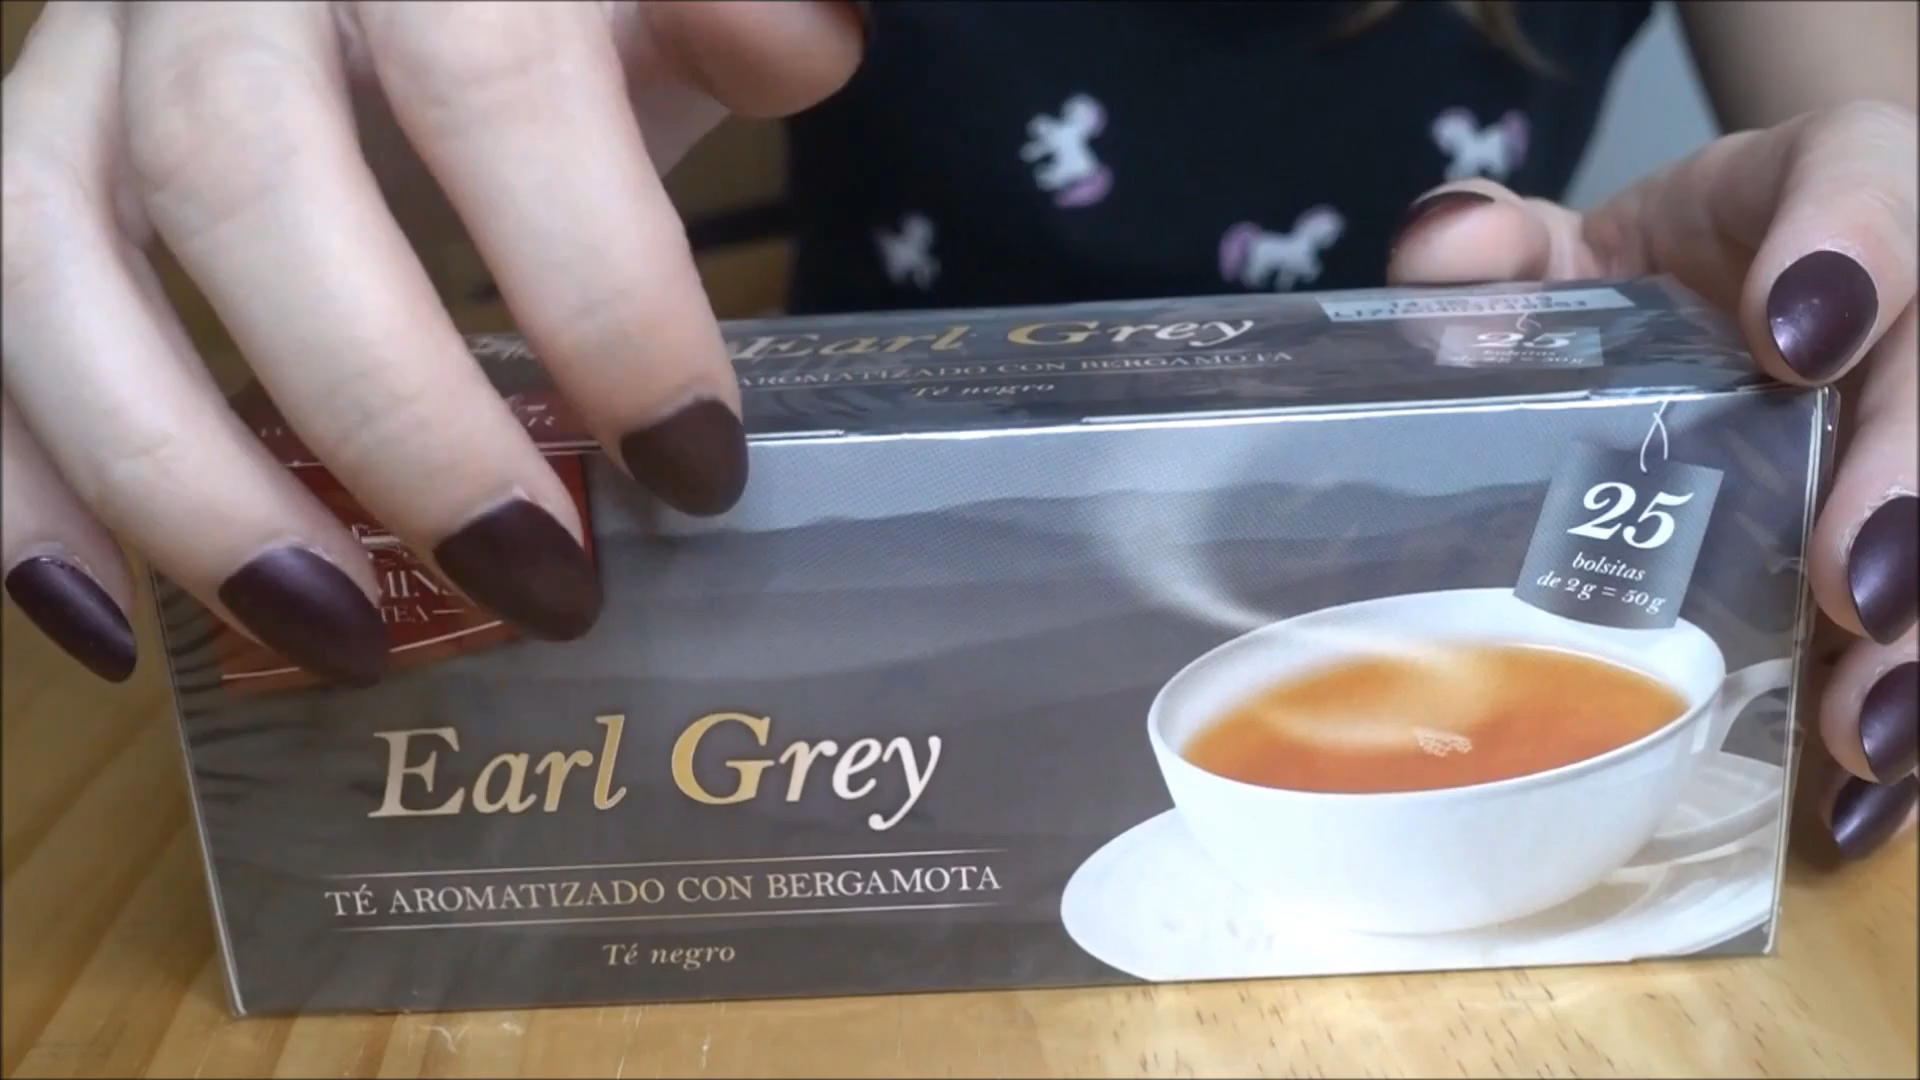 Earl Grey
AROMATIZADO CON BERGAMOTA
Té negro
25
25
bolsitas
de 2 g = 50 g
TEA
Earl Grey
TÉ AROMATIZADO CON BERGAMOTA
Té negro